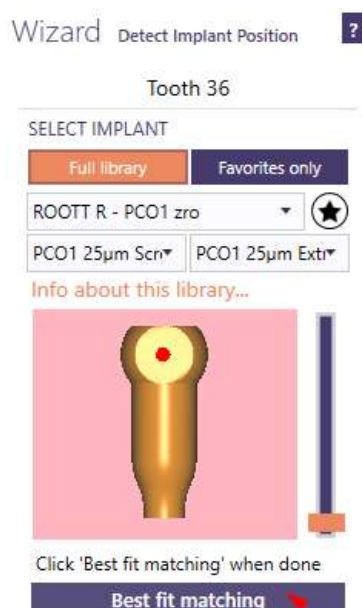 Wizard Detect Implant Position ?
Tooth 36
SELECT IMPLANT
Full library Favorites only
ROOTT R - PCO1 zro
PCO1 25µm Scr PCO1 25µm Extr
Info about this library...
Click 'Best fit matching' when done
Best fit matching